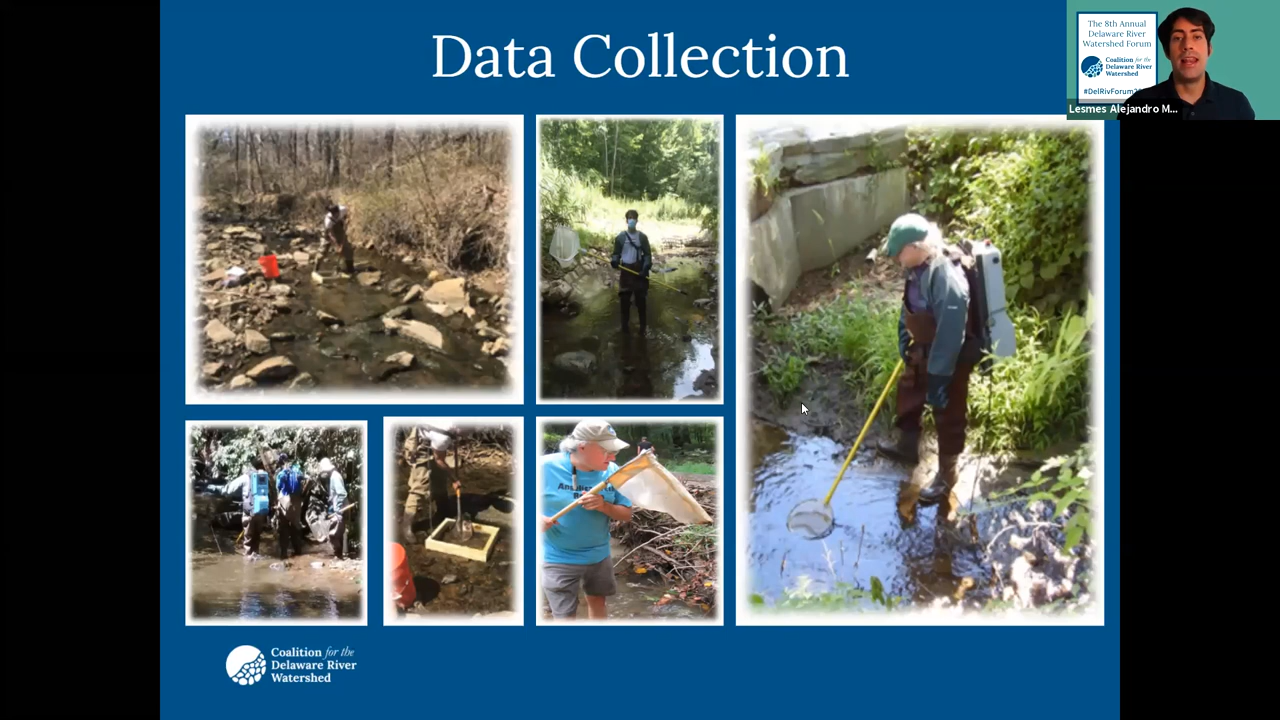 Data Collection
The 8th Annual
Delaware River
Watershed Forum
Coalition for the
Delaware River
Watershed
Lesmes Alejandro M...
Coalition for the
Delaware River
Watershed